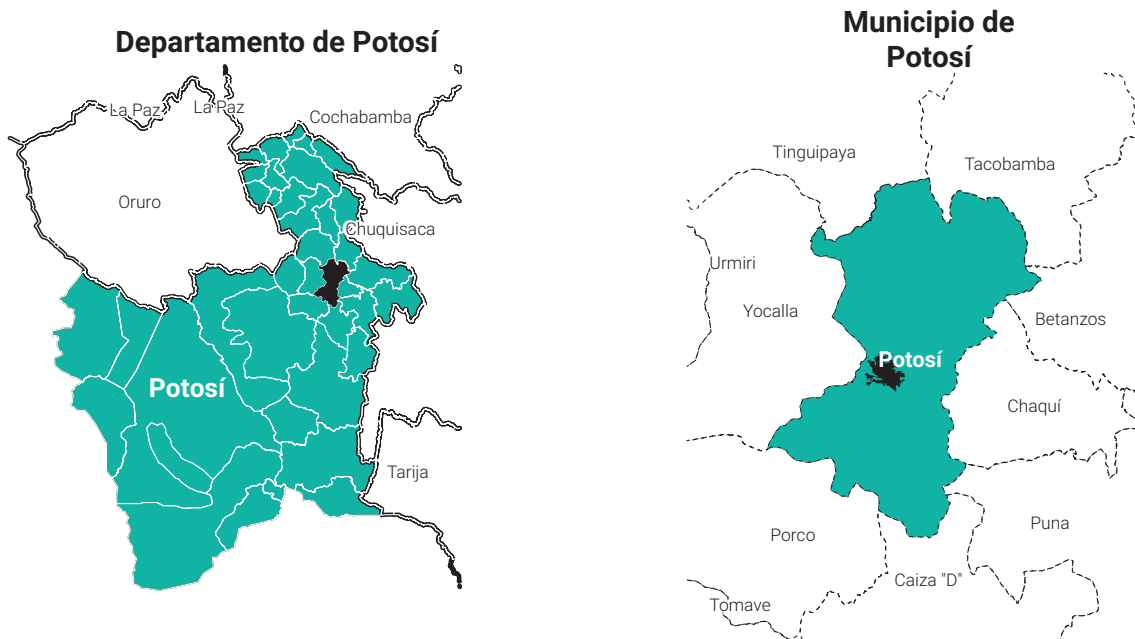 Departamento de Potosí
La Paz
La Paz
Cochabamba
Oruro
Chuquisaca
Potosí
Tarija
Municipio de
Potosí
Tinguipaya
Tacobamba
Urmiri
Yocalla
Betanzos
Potosí
Chaquí
Puna
Porco
Caiza "D"
Tomave